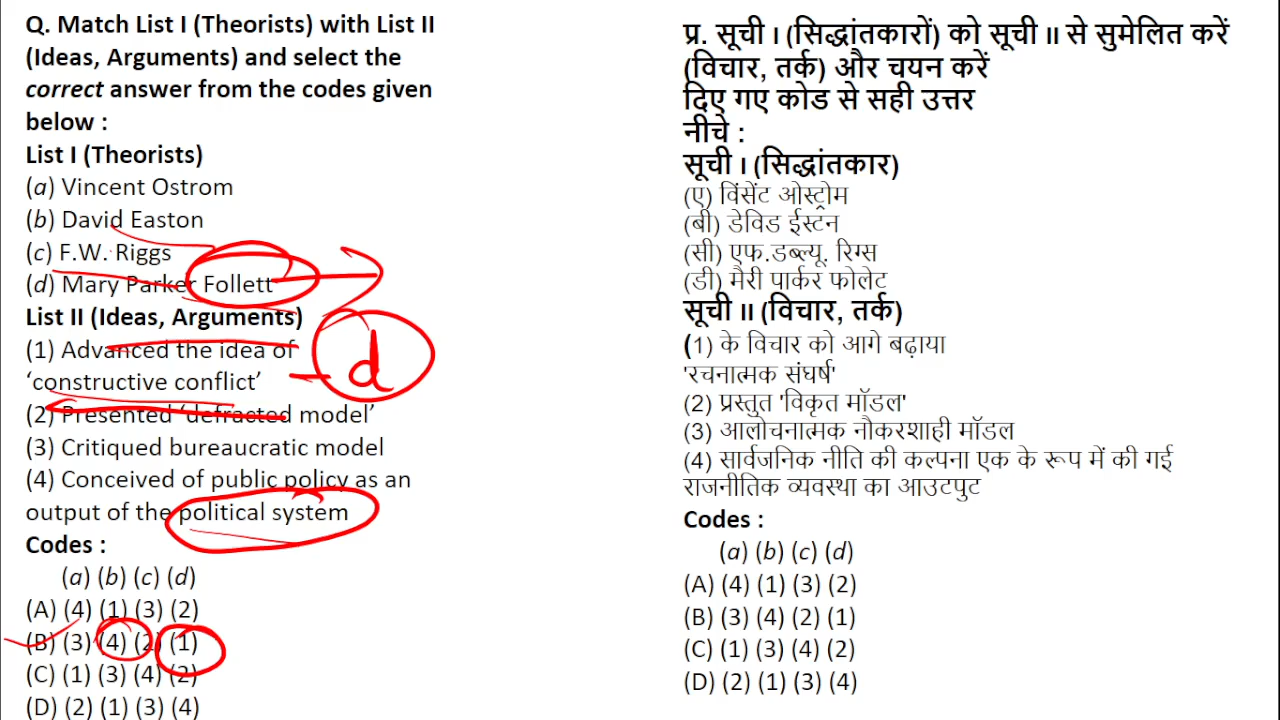 Q. Match List I (Theorists) with List II
(Ideas, Arguments) and select the
correct answer from the codes given
below :
List I (Theorists)
(a) Vincent Ostrom
(b) David Easton
(c) F.W. Riggs
(d) Mary Parker Follett
List II (Ideas, Arguments)
(1) Advanced the idea of
‘constructive conflict’
d
(2) Presented ‘defracted model’
(3) Critiqued bureaucratic model
(4) Conceived of public policy as an
output of the political system
Codes :
(a) (b) (c) (d)
(A) (4) (1) (3) (2)
(B) (3) (4) (2) (1)
(C) (1) (3) (4) (2)
(D) (2) (1) (3) (4)
प्र. सूची I (सिद्धांतकारों) को सूची II से सुमेलित करें
(विचार, तर्क) और चयन करें
दिए गए कोड से सही उत्तर
नीचे :
सूची I (सिद्धांतकार)
(ए) विंसेंट ओस्ट्रोम
(बी) डेविड ईस्टन
(सी) एफ.डब्ल्यू. रिग्स
(डी) मैरी पार्कर फोलेट
सूची II (विचार, तर्क)
(1) के विचार को आगे बढ़ाया
'रचनात्मक संघर्ष'
(2) प्रस्तुत 'विकृत मॉडल'
(3) आलोचनात्मक नौकरशाही मॉडल
(4) सार्वजनिक नीति की कल्पना एक के रूप में की गई
राजनीतिक व्यवस्था का आउटपुट
Codes :
(a) (b) (c) (d)
(A) (4) (1) (3) (2)
(B) (3) (4) (2) (1)
(C) (1) (3) (4) (2)
(D) (2) (1) (3) (4)